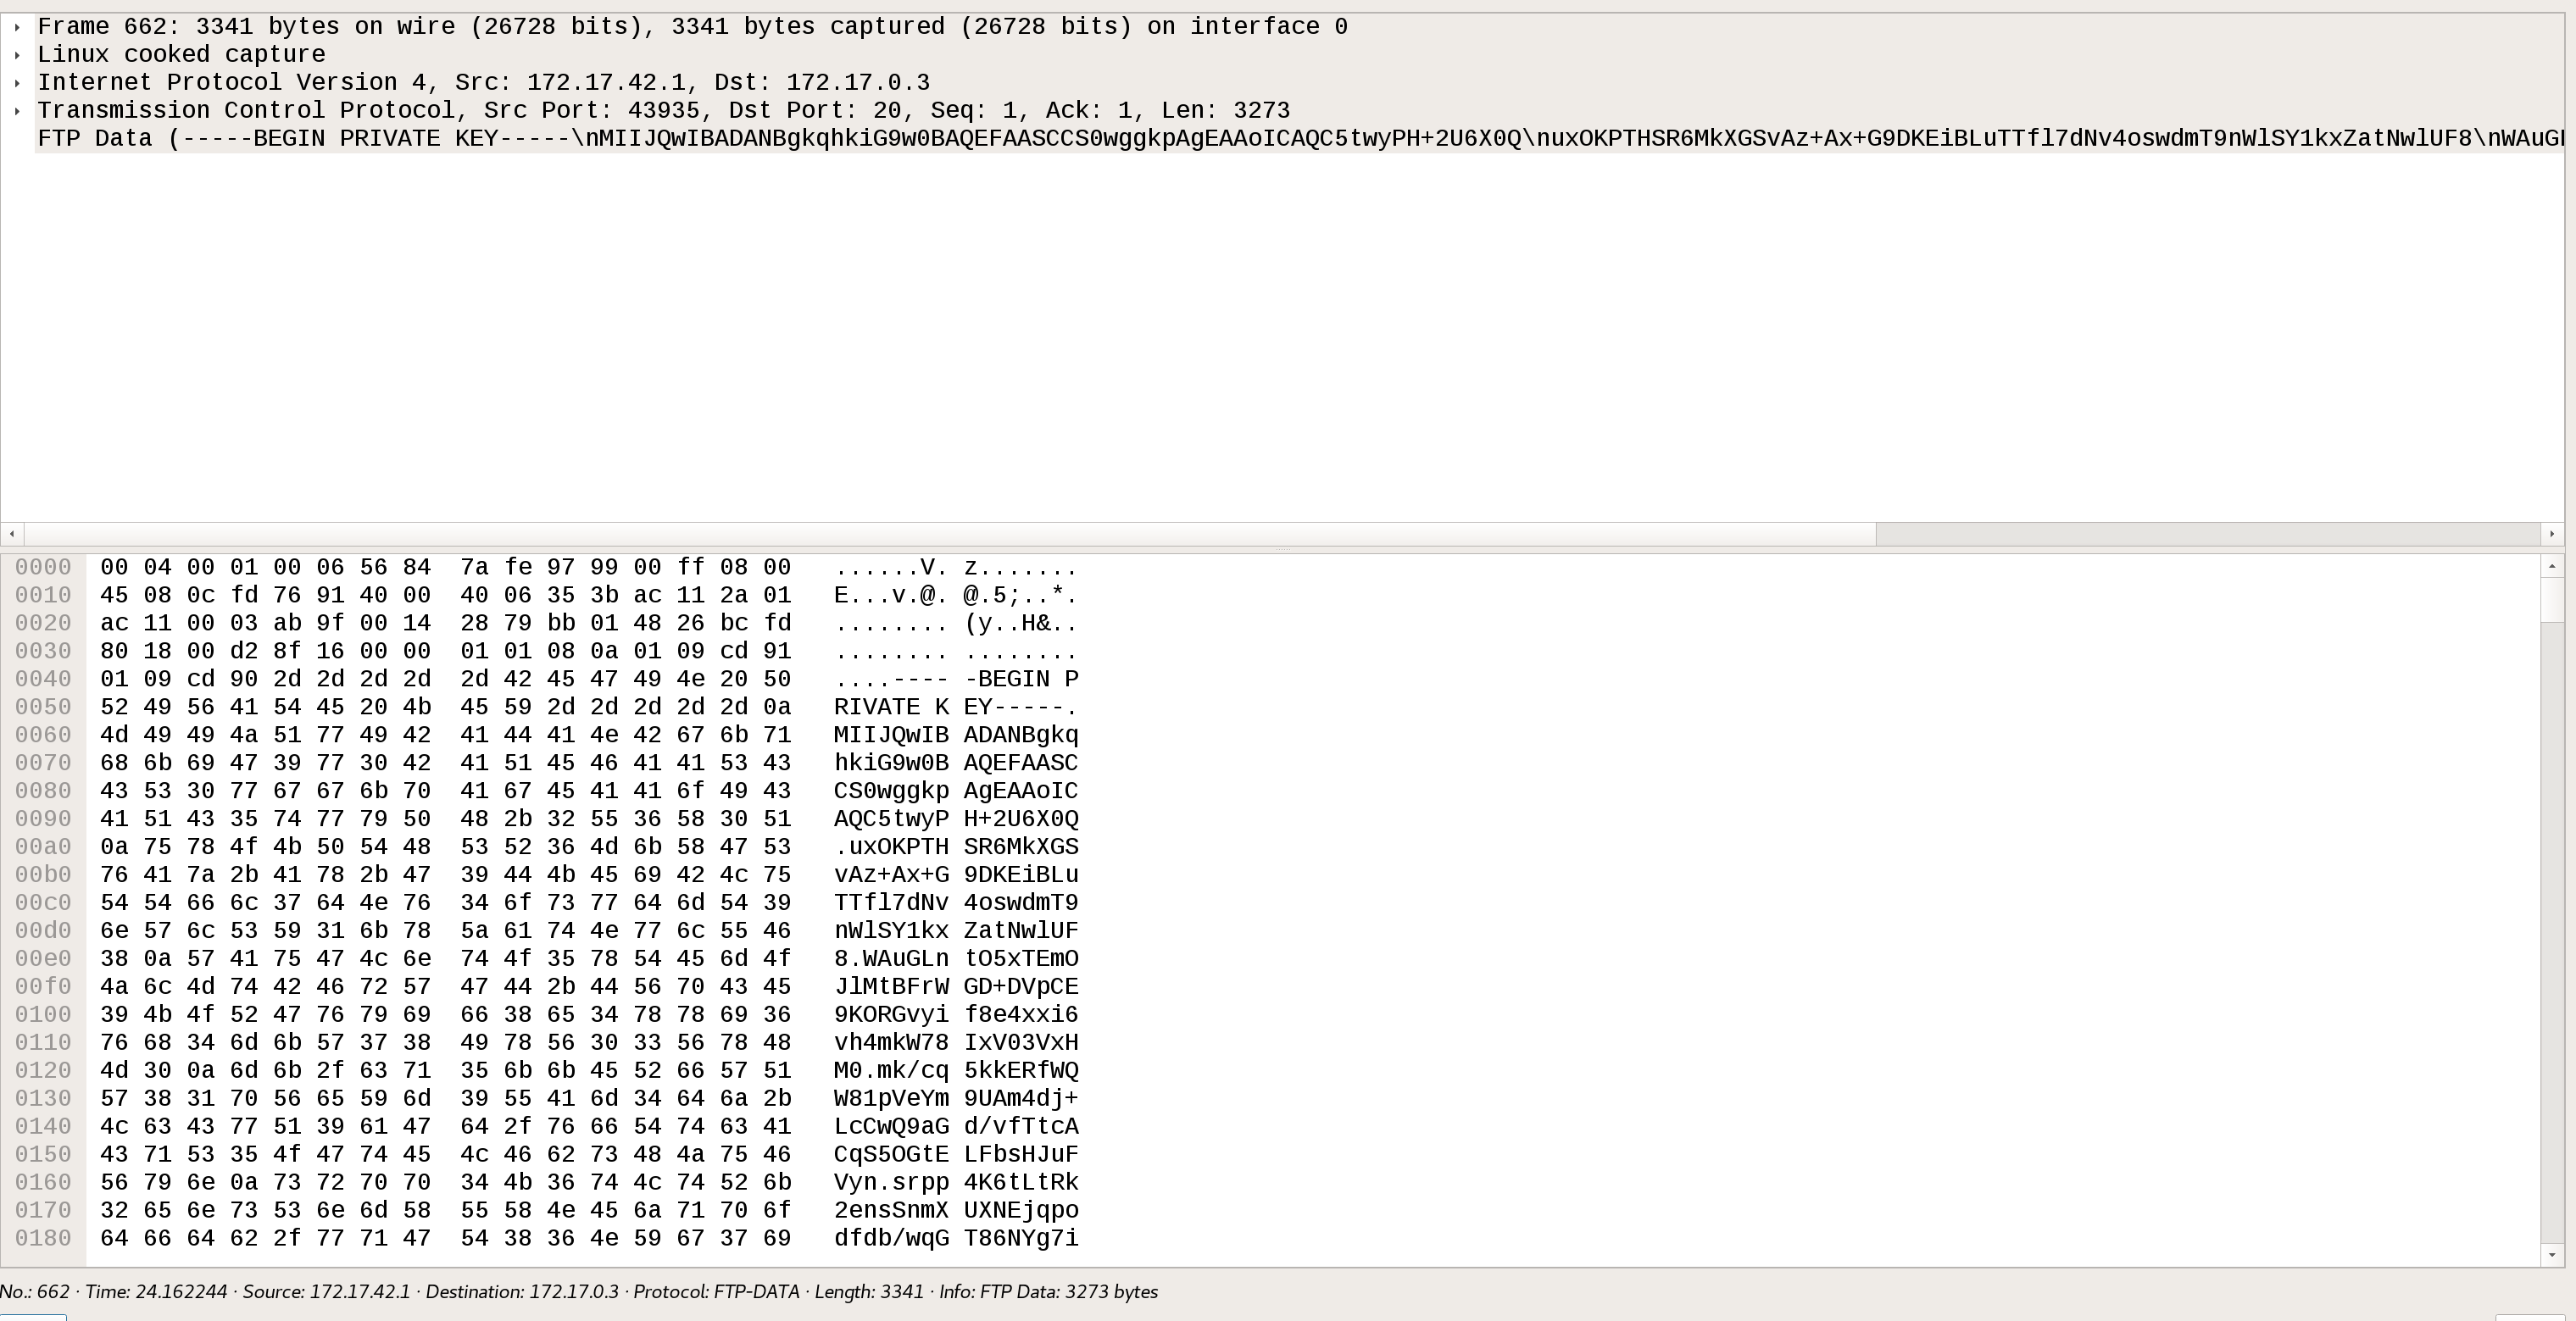 Frame 662: 3341 bytes on wire (26728 bits), 3341 bytes captured (26728 bits) on interface 0
Linux cooked capture
Internet Protocol Version 4, Src: 172.17.42.1, Dst: 172.17.0.3
Transmission Control Protocol, Src Port: 43935, Dst Port: 20, Seq: 1, Ack: 1, Len: 3273
FTP Data (-----BEGIN PRIVATE KEY-----\nMIIJQwIBADANBgkqhkiG9w0BAQEFAASCCS0wggkpAgEAAoICAQC5twyPH+2U6X0Q\nuxOKPTHSR6MkXGSvAz+Ax+G9DKEiBLuTTfl7dNv4oswdmT9nWlSY1kxZatNwlUF8\nWAuGL
0000 00 04 00 01 00 06 56 84 7a fe 97 99 00 ff 08 00 ......V. z.......
0010 45 08 0c fd 76 91 40 00 40 06 35 3b ac 11 2a 01 E...v.@. @.5;..*.
0020 ac 11 00 03 ab 9f 00 14 28 79 bb 01 48 26 bc fd ........ (y..H&..
0030 80 18 00 d2 8f 16 00 00 01 01 08 0a 01 09 cd 91 ........ ........
0040 01 09 cd 90 2d 2d 2d 2d 2d 42 45 47 49 4e 20 50 ....---- -BEGIN P
0050 52 49 56 41 54 45 20 4b 45 59 2d 2d 2d 2d 2d 0a RIVATE K EY-----.
0060 4d 49 49 4a 51 77 49 42 41 44 41 4e 42 67 6b 71 MIIJQwIB ADANBgkq
0070 68 6b 69 47 39 77 30 42 41 51 45 46 41 41 53 43 hkiG9w0B AQEFAASC
0080 43 53 30 77 67 67 6b 70 41 67 45 41 41 6f 49 43 CS0wggkp AgEAAoIC
0090 41 51 43 35 74 77 79 50 48 2b 32 55 36 58 30 51 AQC5twyP H+2U6X0Q
00a0 0a 75 78 4f 4b 50 54 48 53 52 36 4d 6b 58 47 53 .uxOKPTH SR6MkXGS
00b0 76 41 7a 2b 41 78 2b 47 39 44 4b 45 69 42 4c 75 vAz+Ax+G 9DKEiBLu
00c0 54 54 66 6c 37 64 4e 76 34 6f 73 77 64 6d 54 39 TTfl7dNv 4oswdmT9
00d0 6e 57 6c 53 59 31 6b 78 5a 61 74 4e 77 6c 55 46 nWlSY1kx ZatNwlUF
00e0 38 0a 57 41 75 47 4c 6e 74 4f 35 78 54 45 6d 4f 8.WAuGLn tO5xTEmO
00f0 4a 6c 4d 74 42 46 72 57 47 44 2b 44 56 70 43 45 JlMtBFrW GD+DVpCE
0100 39 4b 4f 52 47 76 79 69 66 38 65 34 78 78 69 36 9KORGvyi f8e4xxi6
0110 76 68 34 6d 6b 57 37 38 49 78 56 30 33 56 78 48 vh4mkW78 IxV03VxH
0120 4d 30 0a 6d 6b 2f 63 71 35 6b 6b 45 52 66 57 51 M0.mk/cq 5kkERfWQ
0130 57 38 31 70 56 65 59 6d 39 55 41 6d 34 64 6a 2b W81pVeYm 9UAm4dj+
0140 4c 63 43 77 51 39 61 47 64 2f 76 66 54 74 63 41 LcCwQ9aG d/vfTtcA
0150 43 71 53 35 4f 47 74 45 4c 46 62 73 48 4a 75 46 CqS5OGtE LFbsHJuF
0160 56 79 6e 0a 73 72 70 70 34 4b 36 74 4c 74 52 6b Vyn.srpp 4K6tLtRk
0170 32 65 6e 73 53 6e 6d 58 55 58 4e 45 6a 71 70 6f 2ensSnmX UXNEjqpo
0180 64 66 64 62 2f 77 71 47 54 38 36 4e 59 67 37 69 dfdb/wqG T86NYg7i
No.: 662 · Time: 24.162244 · Source: 172.17.42.1 · Destination: 172.17.0.3 · Protocol: FTP-DATA · Length: 3341 · Info: FTP Data: 3273 bytes